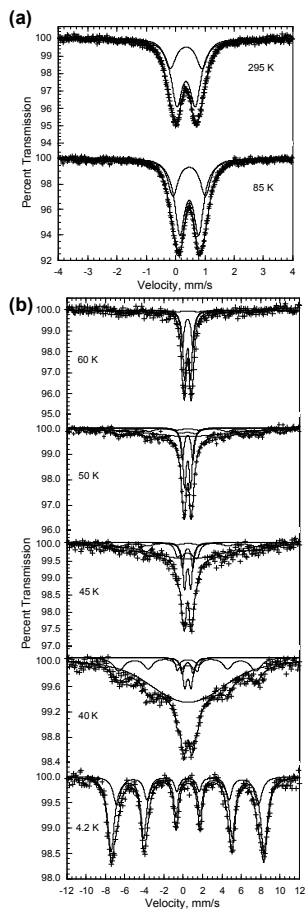 (a)
100
99
98
97
96
95
295 K
Percent Transmission
100
98
96
94
92
85 K
-4 -3 -2 -1 0 1 2 3 4
Velocity, mm/s
(b)
100.0
99.0
98.0
97.0
96.0
95.0
60 K
100.0
99.0
98.0
97.0
96.0
50 K
100.0
99.5
99.0
98.5
98.0
97.5
45 K
Percent Transmission
100.0
99.6
99.2
98.8
98.4
40 K
100.0
99.5
99.0
98.5
98.0
4.2 K
-12 -10 -8 -6 -4 -2 0 2 4 6 8 10 12
Velocity, mm/s